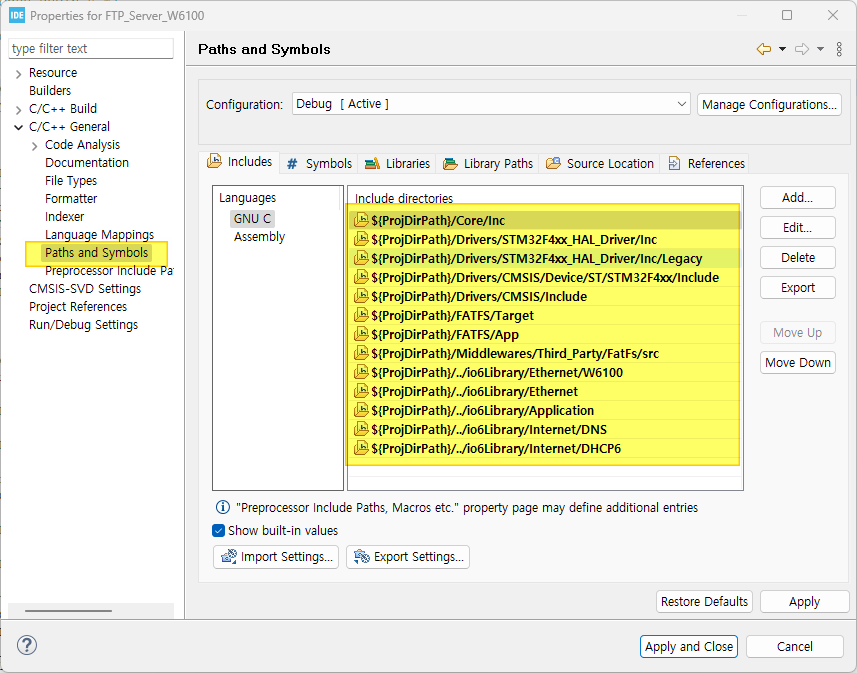 IDE Properties for FTP_Server_W6100
type filter text
Resource
Builders
C/C++ Build
C/C++ General
Code Analysis
Documentation
File Types
Formatter
Indexer
Language Mappings
Paths and Symbols
Preprocessor Include Pa
CMSIS-SVD Settings
Project References
Run/Debug Settings
Paths and Symbols
Configuration: Debug [ Active ] Manage Configurations...
Includes # Symbols Libraries Library Paths Source Location References
Languages
GNU C
Assembly
Include directories
${ProjDirPath}/Core/Inc
${ProjDirPath}/Drivers/STM32F4xx_HAL_Driver/Inc
${ProjDirPath}/Drivers/STM32F4xx_HAL_Driver/Inc/Legacy
${ProjDirPath}/Drivers/CMSIS/Device/ST/STM32F4xx/Include
${ProjDirPath}/Drivers/CMSIS/Include
${ProjDirPath}/FATFS/Target
${ProjDirPath}/FATFS/App
${ProjDirPath}/Middlewares/Third_Party/FatFs/src
${ProjDirPath}/../io6Library/Ethernet/W6100
${ProjDirPath}/../io6Library/Ethernet
${ProjDirPath}/../io6Library/Application
${ProjDirPath}/../io6Library/Internet/DNS
${ProjDirPath}/../io6Library/Internet/DHCP6
Add...
Edit...
Delete
Export
Move Up
Move Down
"Preprocessor Include Paths, Macros etc." property page may define additional entries
Show built-in values
Import Settings... Export Settings...
Restore Defaults Apply
? Apply and Close Cancel